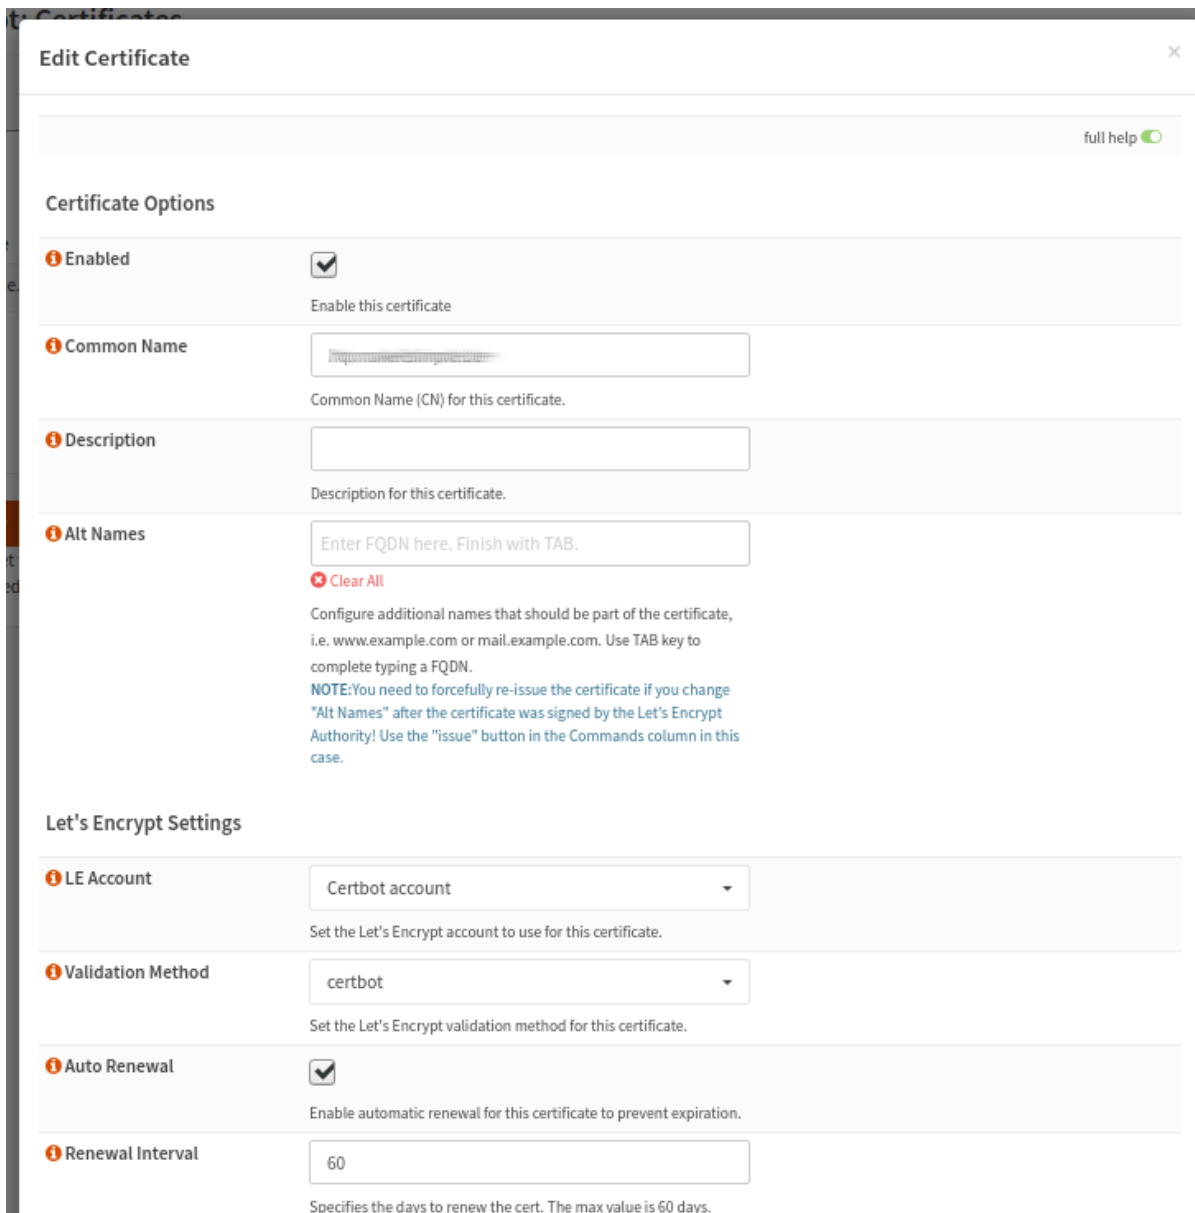 t: Certificates
Edit Certificate
×
full help
Certificate Options
Enabled
Enable this certificate
Common Name
Common Name (CN) for this certificate.
Description
Description for this certificate.
Alt Names
Enter FQDN here. Finish with TAB.
Clear All
Configure additional names that should be part of the certificate,
i.e. www.example.com or mail.example.com. Use TAB key to
complete typing a FQDN.
NOTE:You need to forcefully re-issue the certificate if you change
"Alt Names" after the certificate was signed by the Let's Encrypt
Authority! Use the "issue" button in the Commands column in this
case.
Let's Encrypt Settings
LE Account
Certbot account
Set the Let's Encrypt account to use for this certificate.
Validation Method
certbot
Set the Let's Encrypt validation method for this certificate.
Auto Renewal
Enable automatic renewal for this certificate to prevent expiration.
Renewal Interval
60
Specifies the days to renew the cert. The max value is 60 days.